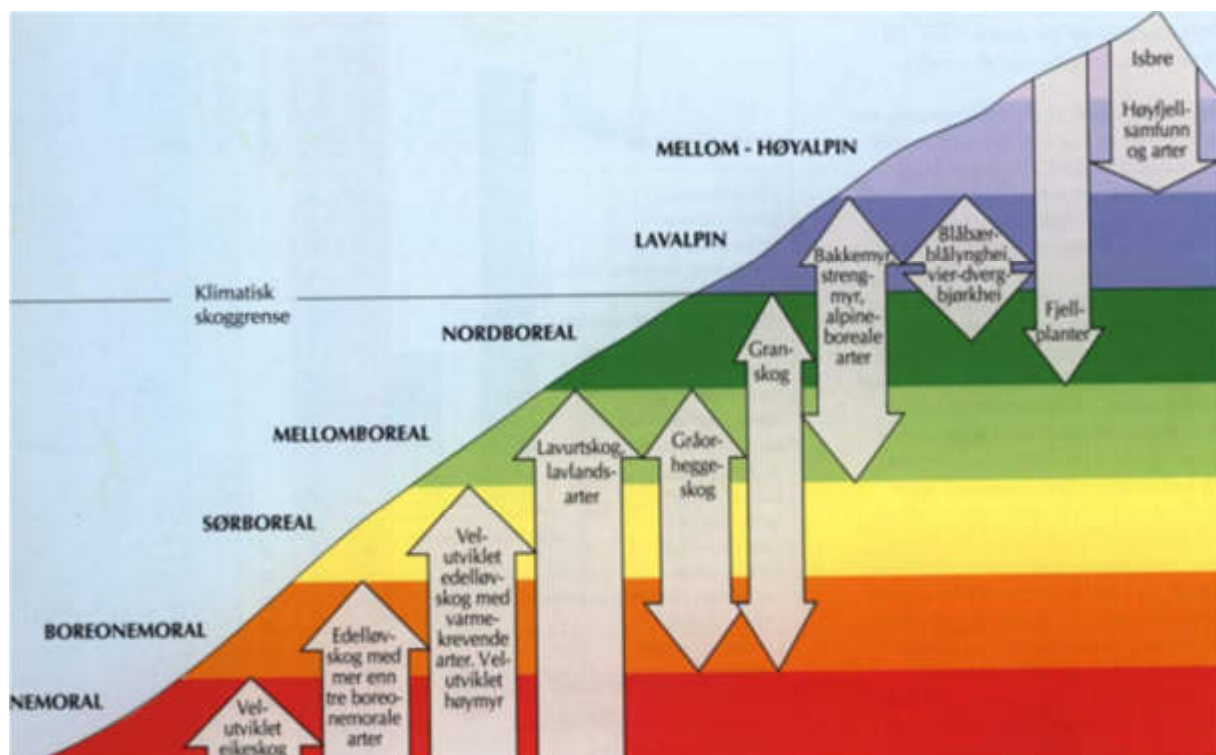 Isbre
Høyfjell-
samfunn
og arter
MELLOM - HØYALPIN
LAVALPIN
Klimatisk
skoggrense
NORDBOREAL
MELLOMBOREAL
SØRBOREAL
BOREONEMORAL
NEMORAL
Vel-
utviklet
eikeskog
Edelløv-
skog med
mer enn
tre boreo-
nemorale
arter
Vel-
utviklet
edelløv-
skog med
varme-
krevende
arter. Vel-
utviklet
høymyr
Lavurtskog,
lavlands-
arter
Gråor-
hegge-
skog
Gran-
skog
Bakkemyr,
streng-
myr,
alpine-
boreale
arter
Blåbær-
blålynghei,
vier-dverg-
bjørkhei
Fjell-
planter